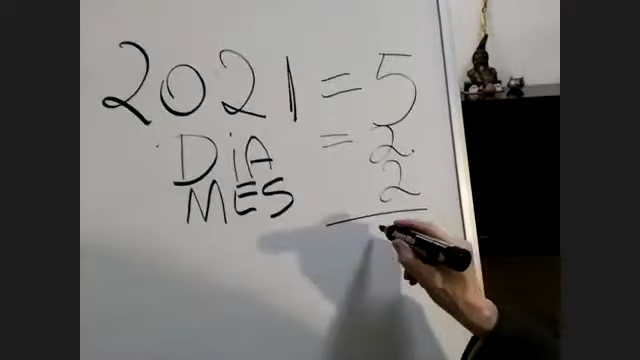 2021 = 5
DiA = 2
MES 2